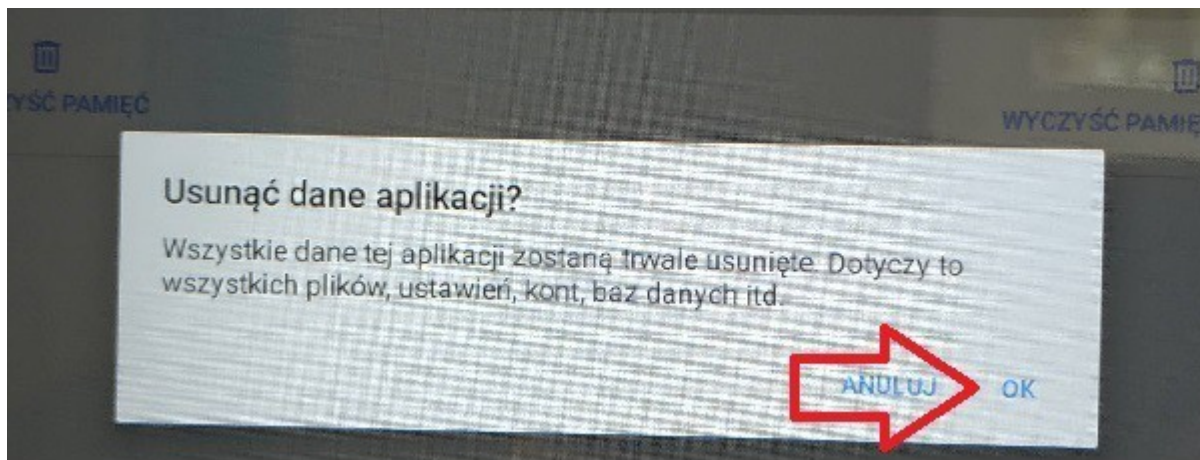 YŚĆ PAMIĘĆ
WYCZYŚĆ PAMIĘ
Usunąć dane aplikacji?
Wszystkie dane tej aplikacji zostaną trwale usunięte. Dotyczy to
wszystkich plików, ustawień, kont, baz danych itd.
ANULUJ OK